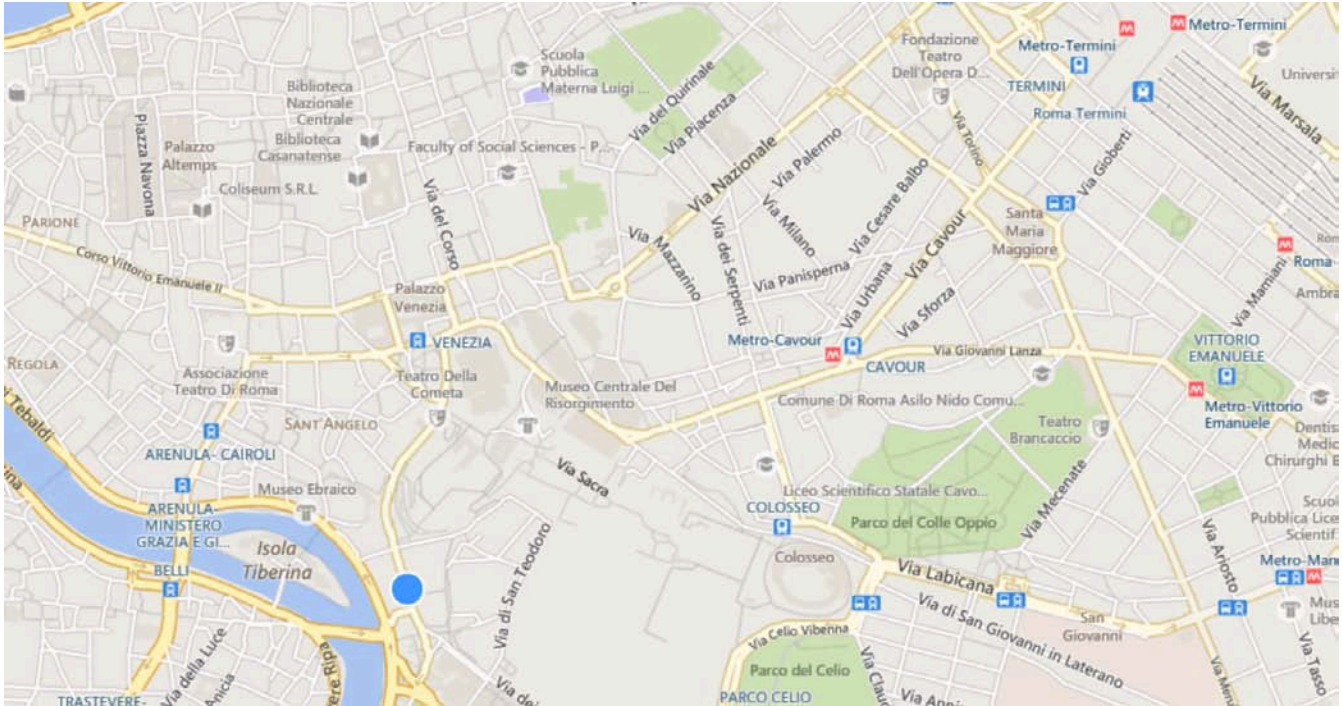 Metro-Termini
Metro-Termini
Fondazione
Teatro
Dell'Opera D...
TERMINI
Roma Termini
Via Marsala
Scuola
Pubblica
Materna Luigi ...
Biblioteca
Nazionale
Centrale
Biblioteca
Casanatense
Palazzo
Altemps
Piazza Navona
Coliseum S.R.L.
Faculty of Social Sciences - P...
Via del Quirinale
Via Piacenza
Via Nazionale
Via Palermo
Via Milano
Via Torino
Via Gioberti
Via Cesare Balbo
Via del Corso
PARIONE
Corso Vittorio Emanuele II
Via Mazzarino
Via dei Serpenti
Via Panisperna
Via Urbana
Via Cavour
Via Sforza
Santa
Maria
Maggiore
Via Mamiani
Roma
Palazzo
Venezia
VENEZIA
Metro-Cavour
CAVOUR
Via Giovanni Lanza
VITTORIO
EMANUELE
Metro-Vittorio
Emanuele
REGOLA
Associazione
Teatro Di Roma
Teatro Della
Cometa
Museo Centrale Del
Risorgimento
Comune Di Roma Asilo Nido Comu...
Teatro
Brancaccio
SANT'ANGELO
ARENULA- CAIROLI
Via Sacra
Museo Ebraico
ARENULA-
MINISTERO
GRAZIA E GI...
Isola
Tiberina
BELLI
Via di San Teodoro
Liceo Scientifico Statale Cavo...
COLOSSEO
Parco del Colle Oppio
Via Mecenate
Colosseo
Via Labicana
Via di San Giovanni in Laterano
San
Giovanni
Via Ariosto
Via Tasso
Via Celio Vibenna
Parco del Celio
PARCO CELIO
Via della Luce
Anicia
TRASTEVERE-